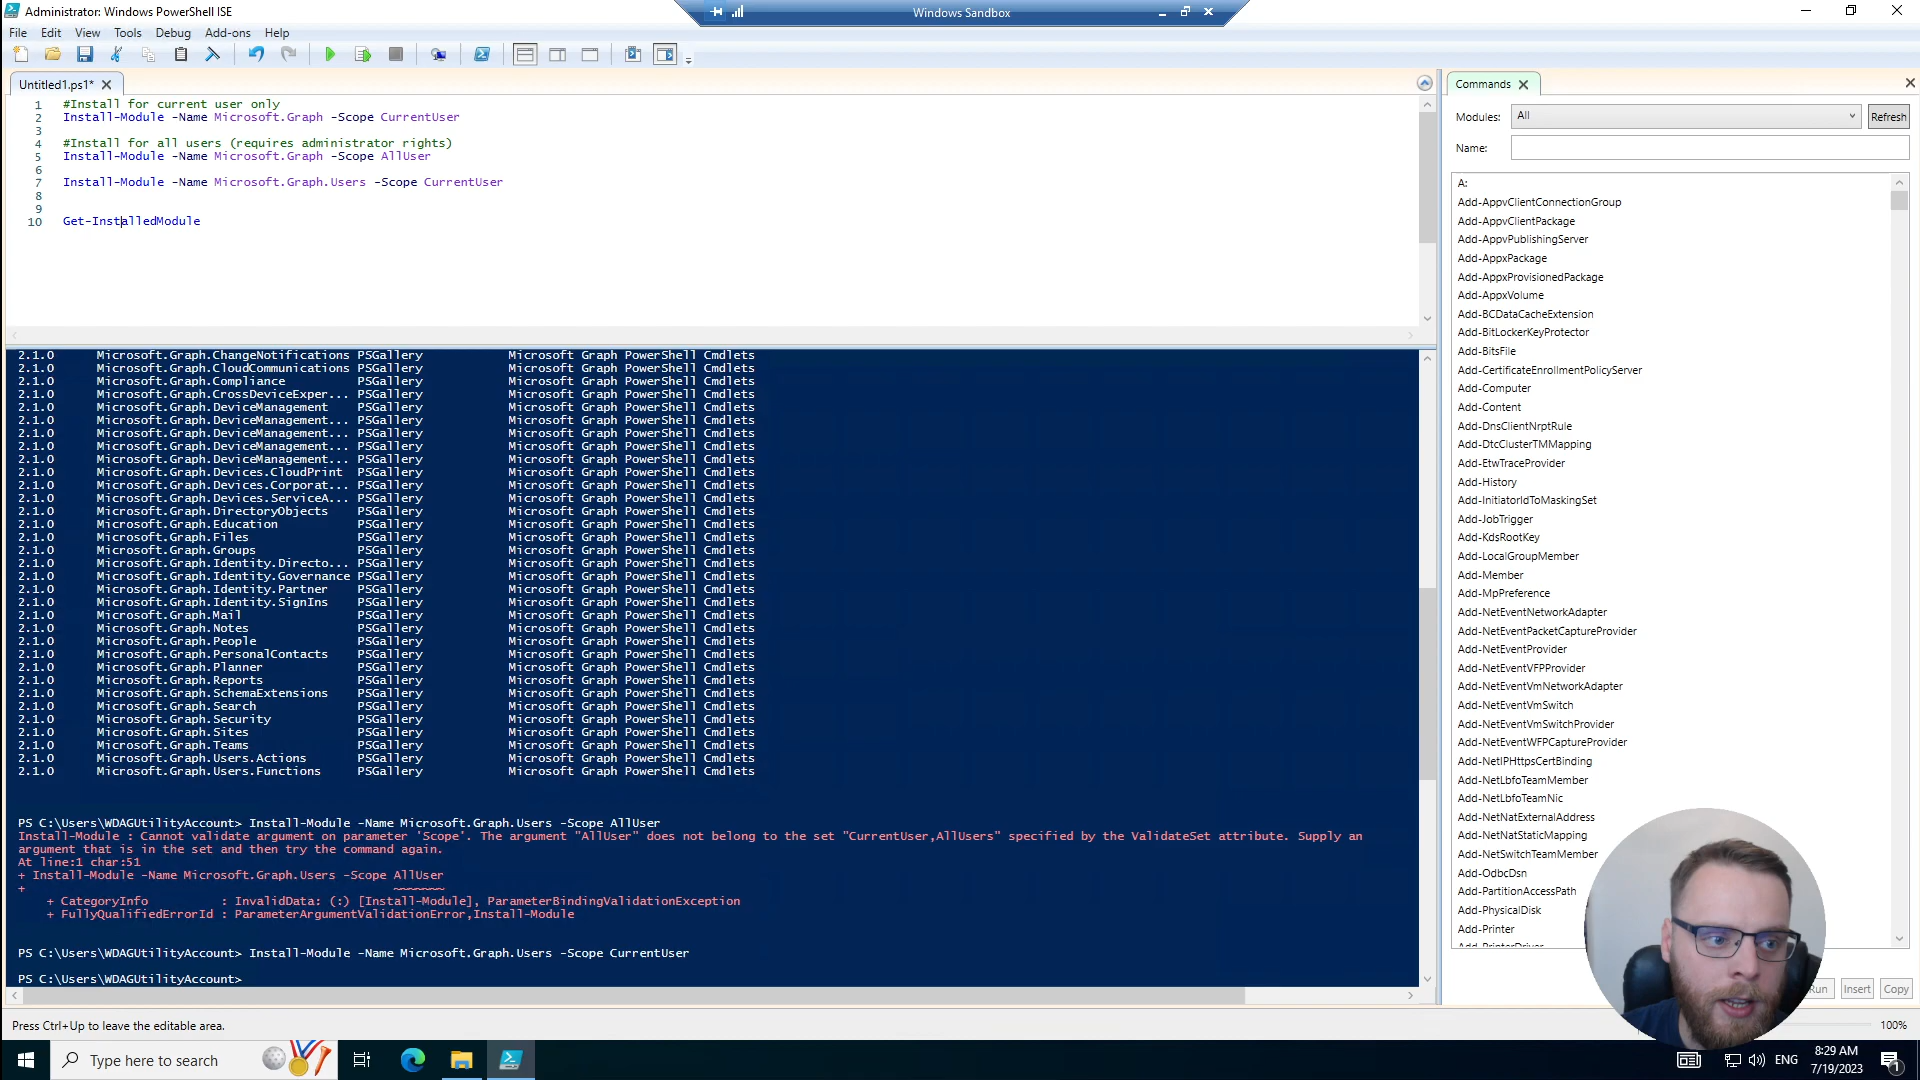 Administrator: Windows PowerShell ISE
Windows Sandbox
File Edit View Tools Debug Add-ons Help
Untitled1.ps1*
1 #Install for current user only
2 Install-Module -Name Microsoft.Graph -Scope CurrentUser
3
4 #Install for all users (requires administrator rights)
5 Install-Module -Name Microsoft.Graph -Scope AllUser
6
7 Install-Module -Name Microsoft.Graph.Users -Scope CurrentUser
8
9
10 Get-InstalledModule
2.1.0 Microsoft.Graph.ChangeNotifications PSGallery Microsoft Graph PowerShell Cmdlets
2.1.0 Microsoft.Graph.CloudCommunications PSGallery Microsoft Graph PowerShell Cmdlets
2.1.0 Microsoft.Graph.Compliance PSGallery Microsoft Graph PowerShell Cmdlets
2.1.0 Microsoft.Graph.CrossDeviceExper... PSGallery Microsoft Graph PowerShell Cmdlets
2.1.0 Microsoft.Graph.DeviceManagement PSGallery Microsoft Graph PowerShell Cmdlets
2.1.0 Microsoft.Graph.DeviceManagement... PSGallery Microsoft Graph PowerShell Cmdlets
2.1.0 Microsoft.Graph.DeviceManagement... PSGallery Microsoft Graph PowerShell Cmdlets
2.1.0 Microsoft.Graph.DeviceManagement... PSGallery Microsoft Graph PowerShell Cmdlets
2.1.0 Microsoft.Graph.DeviceManagement... PSGallery Microsoft Graph PowerShell Cmdlets
2.1.0 Microsoft.Graph.Devices.CloudPrint PSGallery Microsoft Graph PowerShell Cmdlets
2.1.0 Microsoft.Graph.Devices.Corporat... PSGallery Microsoft Graph PowerShell Cmdlets
2.1.0 Microsoft.Graph.Devices.ServiceA... PSGallery Microsoft Graph PowerShell Cmdlets
2.1.0 Microsoft.Graph.DirectoryObjects PSGallery Microsoft Graph PowerShell Cmdlets
2.1.0 Microsoft.Graph.Education PSGallery Microsoft Graph PowerShell Cmdlets
2.1.0 Microsoft.Graph.Files PSGallery Microsoft Graph PowerShell Cmdlets
2.1.0 Microsoft.Graph.Groups PSGallery Microsoft Graph PowerShell Cmdlets
2.1.0 Microsoft.Graph.Identity.Directo... PSGallery Microsoft Graph PowerShell Cmdlets
2.1.0 Microsoft.Graph.Identity.Governance PSGallery Microsoft Graph PowerShell Cmdlets
2.1.0 Microsoft.Graph.Identity.Partner PSGallery Microsoft Graph PowerShell Cmdlets
2.1.0 Microsoft.Graph.Identity.SignIns PSGallery Microsoft Graph PowerShell Cmdlets
2.1.0 Microsoft.Graph.Mail PSGallery Microsoft Graph PowerShell Cmdlets
2.1.0 Microsoft.Graph.Notes PSGallery Microsoft Graph PowerShell Cmdlets
2.1.0 Microsoft.Graph.People PSGallery Microsoft Graph PowerShell Cmdlets
2.1.0 Microsoft.Graph.PersonalContacts PSGallery Microsoft Graph PowerShell Cmdlets
2.1.0 Microsoft.Graph.Planner PSGallery Microsoft Graph PowerShell Cmdlets
2.1.0 Microsoft.Graph.Reports PSGallery Microsoft Graph PowerShell Cmdlets
2.1.0 Microsoft.Graph.SchemaExtensions PSGallery Microsoft Graph PowerShell Cmdlets
2.1.0 Microsoft.Graph.Search PSGallery Microsoft Graph PowerShell Cmdlets
2.1.0 Microsoft.Graph.Security PSGallery Microsoft Graph PowerShell Cmdlets
2.1.0 Microsoft.Graph.Sites PSGallery Microsoft Graph PowerShell Cmdlets
2.1.0 Microsoft.Graph.Teams PSGallery Microsoft Graph PowerShell Cmdlets
2.1.0 Microsoft.Graph.Users.Actions PSGallery Microsoft Graph PowerShell Cmdlets
2.1.0 Microsoft.Graph.Users.Functions PSGallery Microsoft Graph PowerShell Cmdlets
PS C:\Users\WDAGUtilityAccount> Install-Module -Name Microsoft.Graph.Users -Scope AllUser
Install-Module : Cannot validate argument on parameter 'Scope'. The argument "AllUser" does not belong to the set "CurrentUser,AllUsers" specified by the ValidateSet attribute. Supply an
argument that is in the set and then try the command again.
At line:1 char:51
+ Install-Module -Name Microsoft.Graph.Users -Scope AllUser
+ ~~~~~~~
+ CategoryInfo : InvalidData: (:) [Install-Module], ParameterBindingValidationException
+ FullyQualifiedErrorId : ParameterArgumentValidationError,Install-Module
PS C:\Users\WDAGUtilityAccount> Install-Module -Name Microsoft.Graph.Users -Scope CurrentUser
PS C:\Users\WDAGUtilityAccount>
Commands
Modules: All Refresh
Name:
A:
Add-AppvClientConnectionGroup
Add-AppvClientPackage
Add-AppvPublishingServer
Add-AppxPackage
Add-AppxProvisionedPackage
Add-AppxVolume
Add-BCDataCacheExtension
Add-BitLockerKeyProtector
Add-BitsFile
Add-CertificateEnrollmentPolicyServer
Add-Computer
Add-Content
Add-DnsClientNrptRule
Add-DtcClusterTMMapping
Add-EtwTraceProvider
Add-History
Add-InitiatorIdToMaskingSet
Add-JobTrigger
Add-KdsRootKey
Add-LocalGroupMember
Add-Member
Add-MpPreference
Add-NetEventNetworkAdapter
Add-NetEventPacketCaptureProvider
Add-NetEventProvider
Add-NetEventVFPProvider
Add-NetEventVmNetworkAdapter
Add-NetEventVmSwitch
Add-NetEventVmSwitchProvider
Add-NetEventWFPCaptureProvider
Add-NetIPHttpsCertBinding
Add-NetLbfoTeamMember
Add-NetLbfoTeamNic
Add-NetNatExternalAddress
Add-NetNatStaticMapping
Add-NetSwitchTeamMember
Add-OdbcDsn
Add-PartitionAccessPath
Add-PhysicalDisk
Add-Printer
Add-PrinterDriver
Run Insert Copy
Press Ctrl+Up to leave the editable area.
100%
Type here to search
ENG
8:29 AM
7/19/2023
1